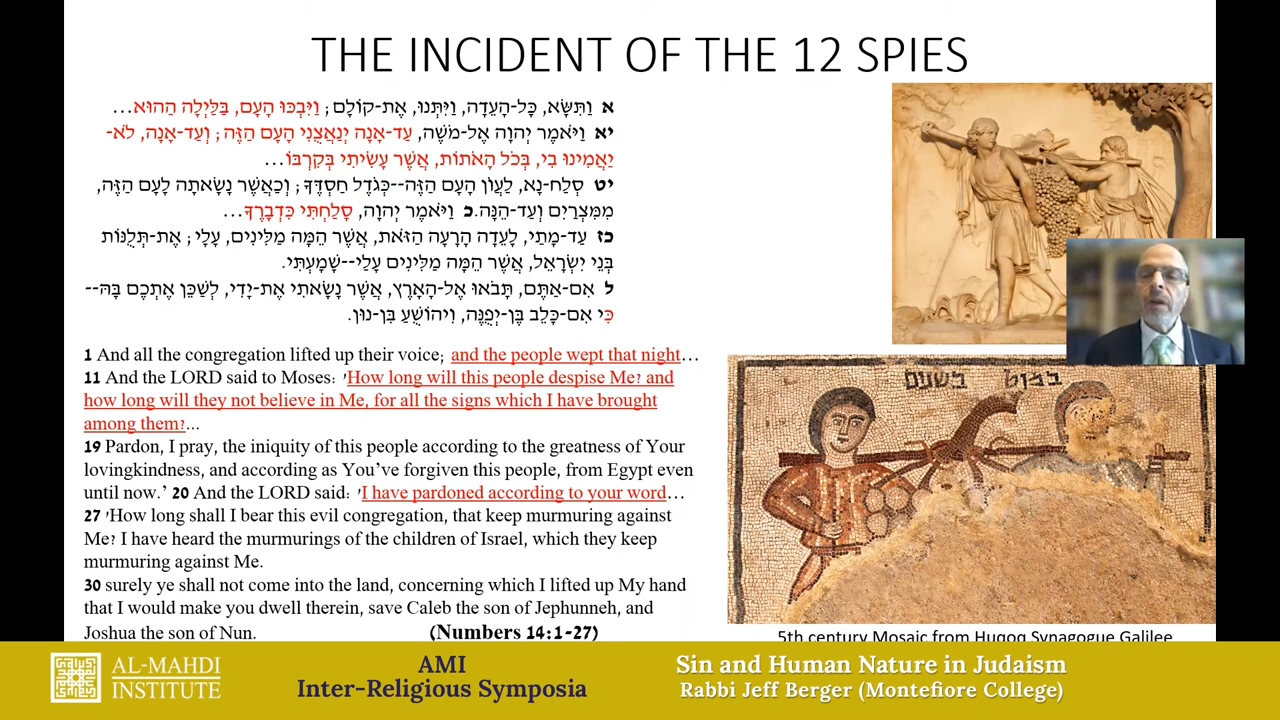 THE INCIDENT OF THE 12 SPIES
א וַתִּשָּׂא, כָּל-הָעֵדָה, וַיִּתְּנוּ, אֶת-קוֹלָם; וַיִּבְכּוּ הָעָם, בַּלַּיְלָה הַהוּא...
יא וַיֹּאמֶר יְהוָה אֶל-מֹשֶׁה, עַד-אָנָה יְנַאֲצֻנִי הָעָם הַזֶּה; וְעַד-אָנָה, לֹא-
יַאֲמִינוּ בִי, בְּכֹל הָאֹתוֹת, אֲשֶׁר עָשִׂיתִי בְּקִרְבּוֹ...
יט סְלַח-נָא, לַעֲוֺן הָעָם הַזֶּה--כְּגֹדֶל חַסְדֶּךָ; וְכַאֲשֶׁר נָשָׂאתָה לָעָם הַזֶּה,
מִמִּצְרַיִם וְעַד-הֵנָּה.כ וַיֹּאמֶר יְהוָה, סָלַחְתִּי כִּדְבָרֶךָ...
כז עַד-מָתַי, לָעֵדָה הָרָעָה הַזֹּאת, אֲשֶׁר הֵמָּה מַלִּינִים, עָלָי; אֶת-תְּלֻנּוֹת
בְּנֵי יִשְׂרָאֵל, אֲשֶׁר הֵמָּה מַלִּינִים עָלַי--שָׁמָעְתִּי.
ל אִם-אַתֶּם, תָּבֹאוּ אֶל-הָאָרֶץ, אֲשֶׁר נָשָׂאתִי אֶת-יָדִי, לְשַׁכֵּן אֶתְכֶם בָּהּ--
כִּי אִם-כָּלֵב בֶּן-יְפֻנֶּה, וִיהוֹשֻׁעַ בִּן-נוּן.
1 And all the congregation lifted up their voice; and the people wept that night...
11 And the LORD said to Moses: 'How long will this people despise Me? and
how long will they not believe in Me, for all the signs which I have brought
among them?...
19 Pardon, I pray, the iniquity of this people according to the greatness of Your
lovingkindness, and according as You've forgiven this people, from Egypt even
until now.' 20 And the LORD said: 'I have pardoned according to your word...
27 'How long shall I bear this evil congregation, that keep murmuring against
Me? I have heard the murmurings of the children of Israel, which they keep
murmuring against Me.
30 surely ye shall not come into the land, concerning which I lifted up My hand
that I would make you dwell therein, save Caleb the son of Jephunneh, and
Joshua the son of Nun. (Numbers 14:1-27)
במוט בשנים
5th century Mosaic from Huqoq Synagogue Galilee
AL-MAHDI
INSTITUTE
AMI
Inter-Religious Symposia
Sin and Human Nature in Judaism
Rabbi Jeff Berger (Montefiore College)